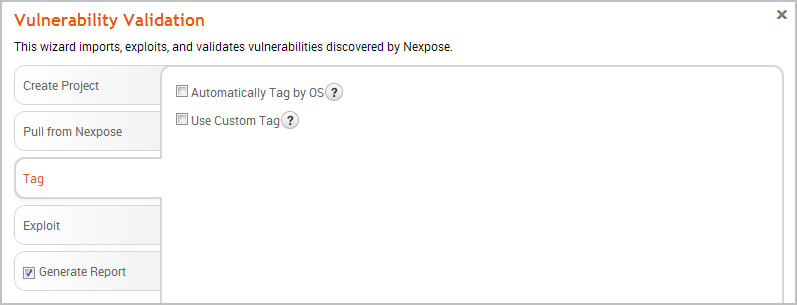 Vulnerability Validation
This wizard imports, exploits, and validates vulnerabilities discovered by Nexpose.
Create Project
Pull from Nexpose
Tag
Exploit
Generate Report
Automatically Tag by OS ?
Use Custom Tag ?